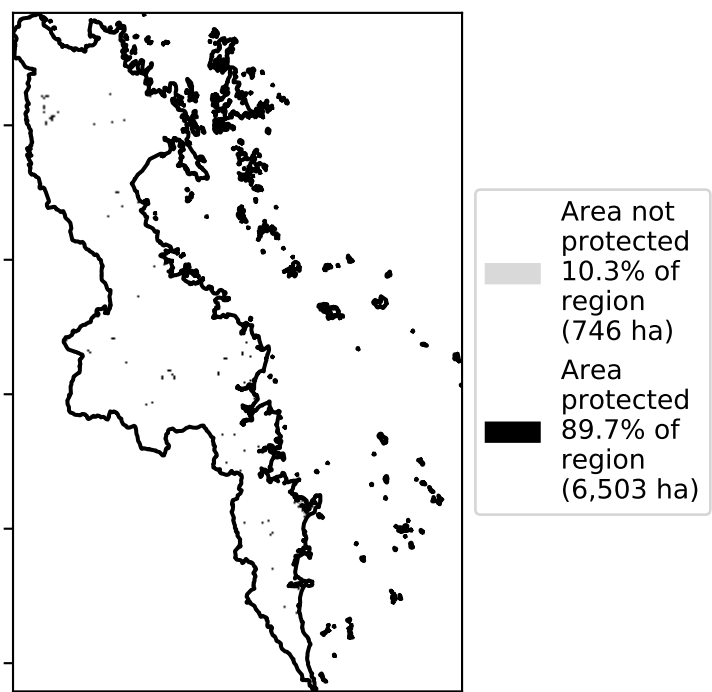 Area not
protected
10.3% of
region
(746 ha)
Area
protected
89.7% of
region
(6,503 ha)